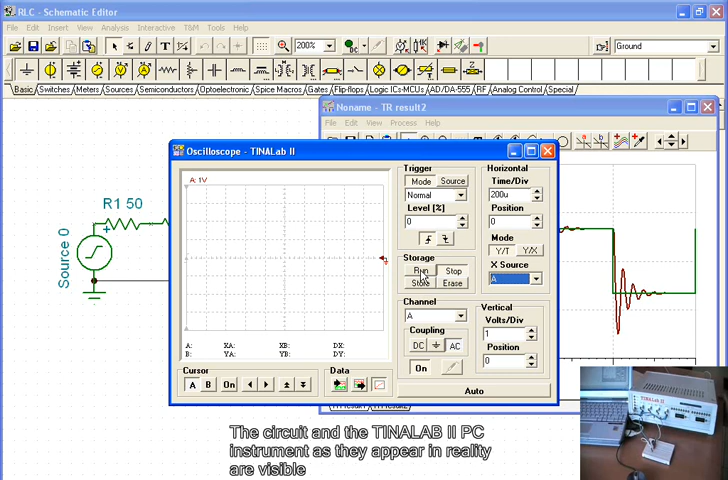 RLC - Schematic Editor
File Edit Insert View Analysis Interactive T&M Tools Help
200%
DC
Ground
Basic Switches Meters Sources Semiconductors Optoelectronic Spice Macros Gates Flip-flops Logic ICs-MCUs AD/DA-555 RF Analog Control Special
Noname - TR result2
File Edit View Process Help
Oscilloscope - TINALab II
A: 1V
Trigger
Mode Source
Normal
Level [%]
0
Horizontal
Time/Div
200u
Position
0
Mode
Y/T Y/X
X Source
A
Storage
Run Stop
Store Erase
Channel
A
Coupling
DC AC
On
Vertical
Volts/Div
1
Position
0
A: XA: XB: DX:
B: YA: YB: DY:
Cursor
A B On
Data
Auto
R1 50
Source 0
TINALab II
The circuit and the TINALAB II PC
instrument as they appear in reality
are visible